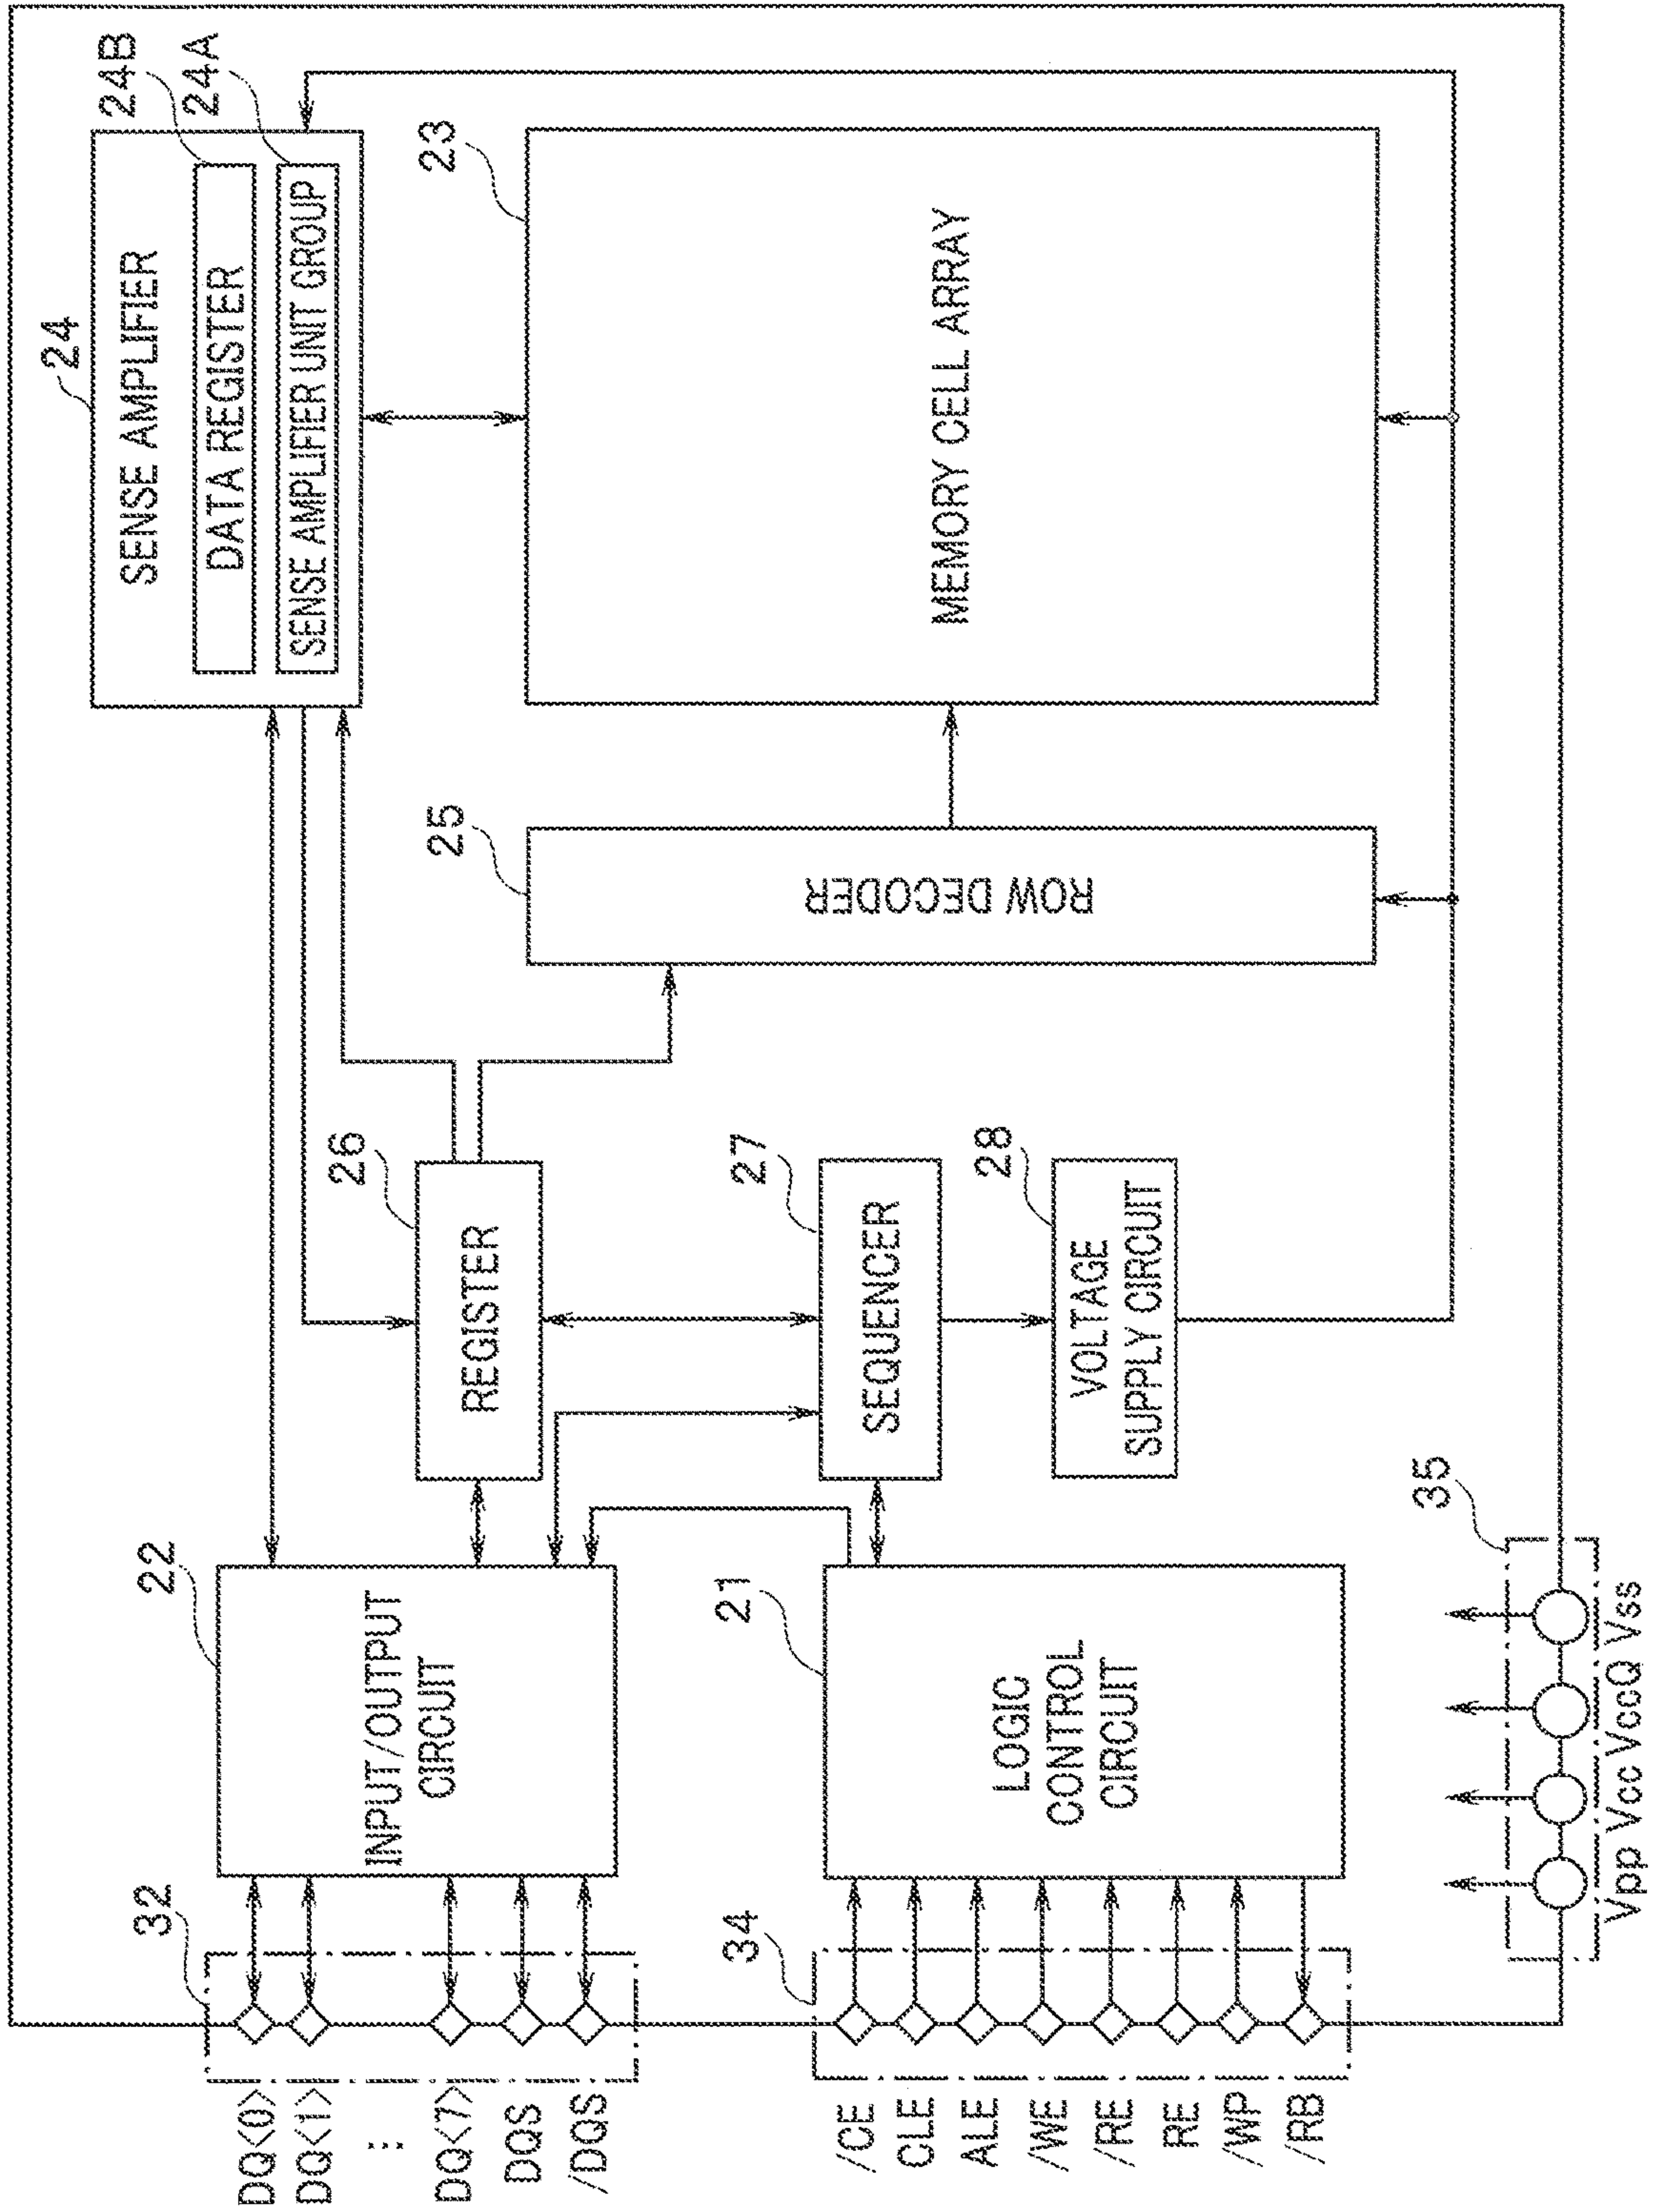 24
SENSE AMPLIFIER
24B
DATA REGISTER
24A
SENSE AMPLIFIER UNIT GROUP
23
MEMORY CELL ARRAY
25
ROW DECODER
26
REGISTER
27
SEQUENCER
28
VOLTAGE
SUPPLY CIRCUIT
22
INPUT/OUTPUT
CIRCUIT
21
LOGIC
CONTROL
CIRCUIT
32
DQ<0>
DQ<1>
...
DQ<7>
DQS
/DQS
34
/CE
CLE
ALE
/WE
/RE
RE
/WP
/RB
35
Vpp Vcc VccQ Vss